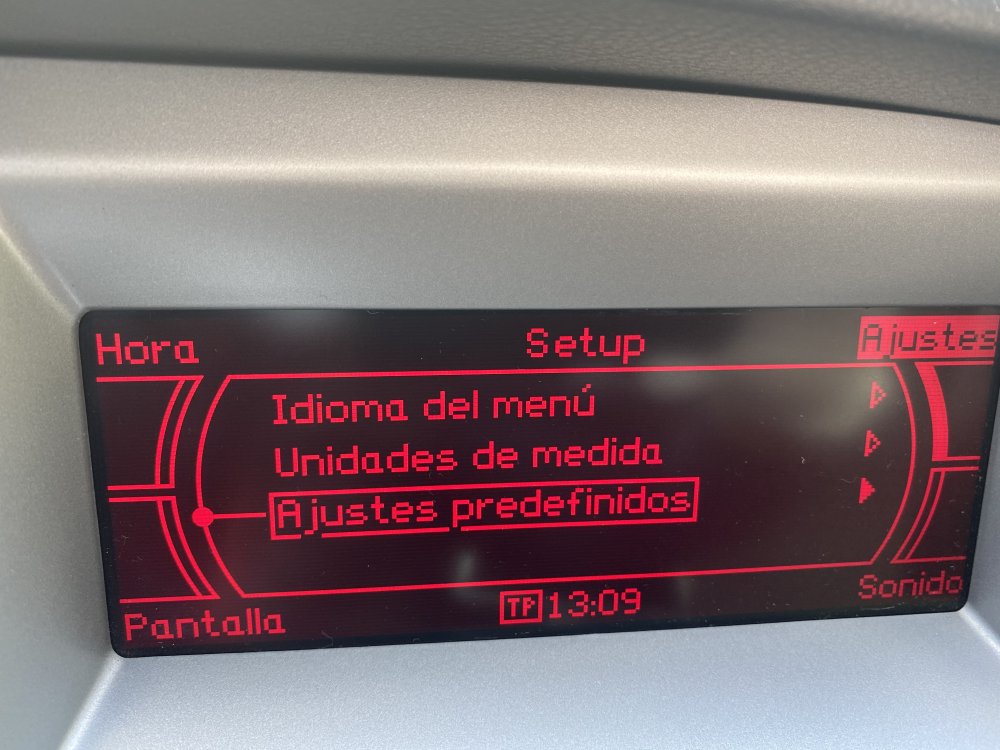 Hora
Setup
Ajustes
Idioma del menú
Unidades de medida
Ajustes predefinidos
Pantalla
TP 13:09
Sonido